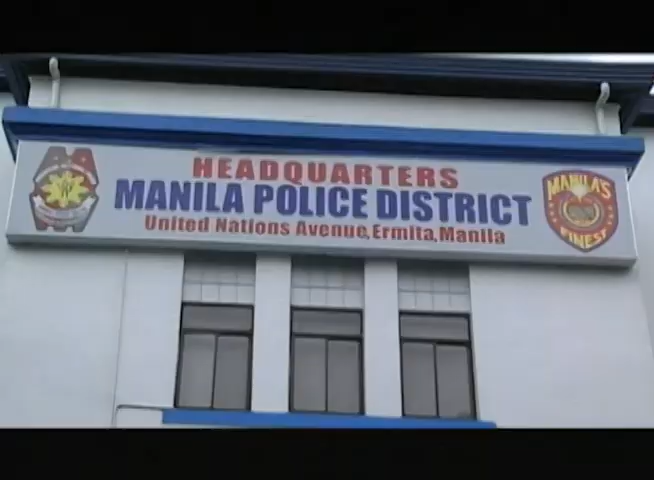 HEADQUARTERS
MANILA POLICE DISTRICT
United Nations Avenue, Ermita, Manila
MANILA'S
FINEST